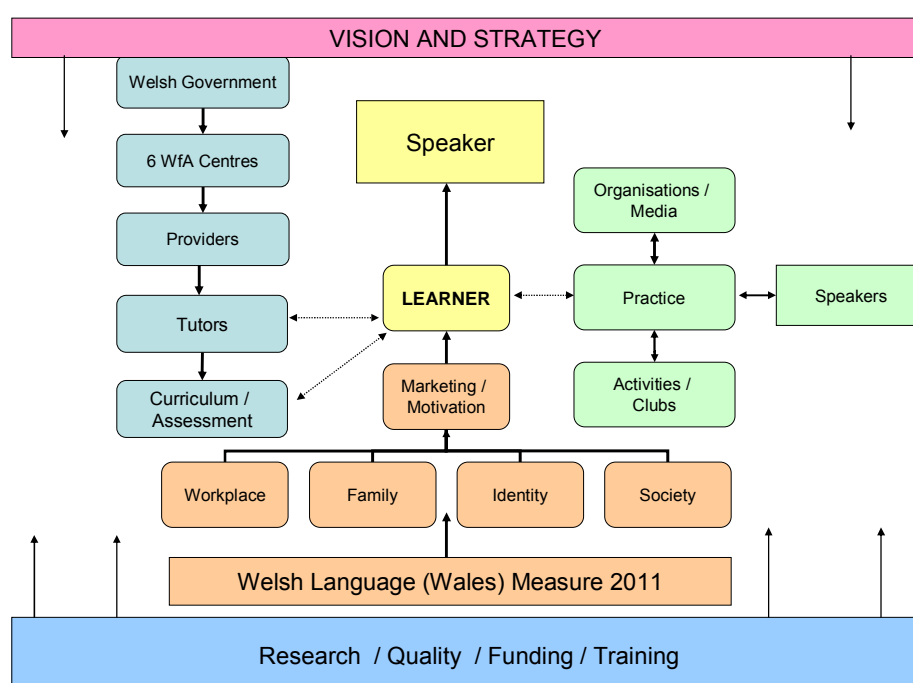 VISION AND STRATEGY
Welsh Government
6 WfA Centres
Providers
Tutors
Curriculum /
Assessment
Speaker
LEARNER
Marketing /
Motivation
Organisations /
Media
Practice
Speakers
Activities /
Clubs
Workplace
Family
Identity
Society
Welsh Language (Wales) Measure 2011
Research / Quality / Funding / Training